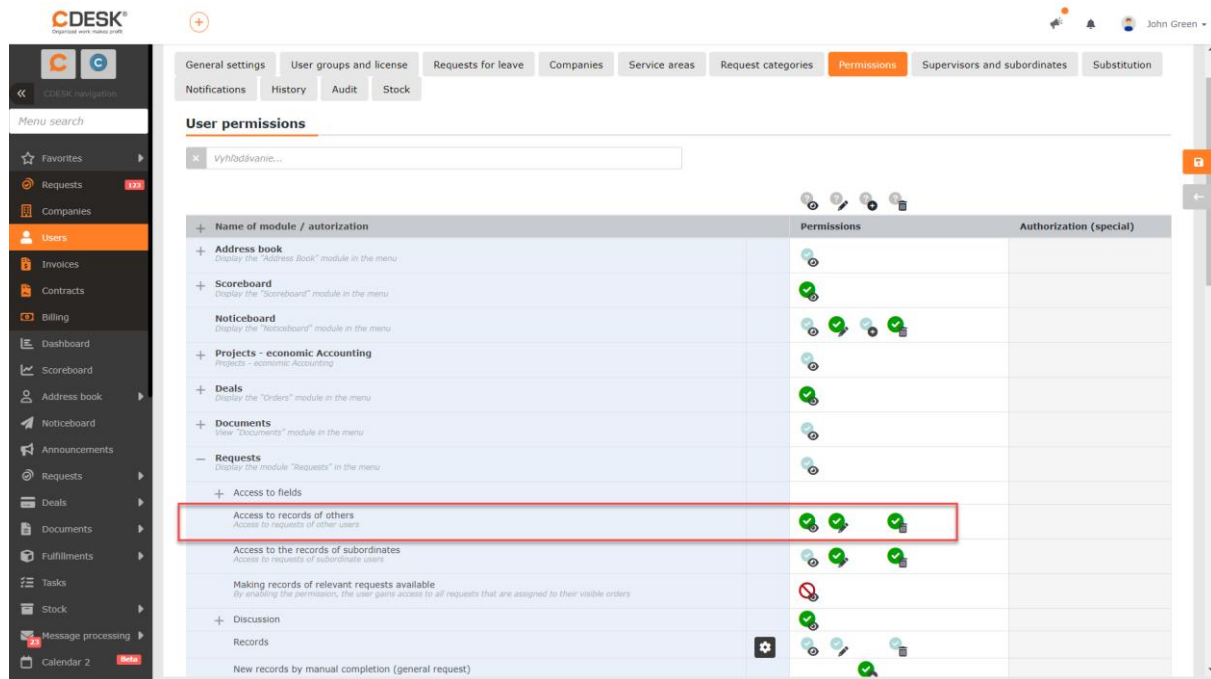 CDESK®
Organized work makes profit
John Green
CDESK navigation
Menu search
Favorites
Requests 123
Companies
Users
Invoices
Contracts
Billing
Dashboard
Scoreboard
Address book
Noticeboard
Announcements
Requests
Deals
Documents
Fulfillments
Tasks
Stock
Message processing
23
Calendar 2 Beta
General settings User groups and license Requests for leave Companies Service areas Request categories Permissions Supervisors and subordinates Substitution
Notifications History Audit Stock
User permissions
Vyhľadávanie...
Name of module / autorization Permissions Authorization (special)
Address book
Display the "Address Book" module in the menu
Scoreboard
Display the "Scoreboard" module in the menu
Noticeboard
Display the "Noticeboard" module in the menu
Projects - economic Accounting
Projects - economic Accounting
Deals
Display the "Orders" module in the menu
Documents
View "Documents" module in the menu
Requests
Display the module "Requests" in the menu
Access to fields
Access to records of others
Access to requests of other users
Access to the records of subordinates
Access to requests of subordinate users
Making records of relevant requests available
By enabling the permission, the user gains access to all requests that are assigned to their visible orders
Discussion
Records
New records by manual completion (general request)